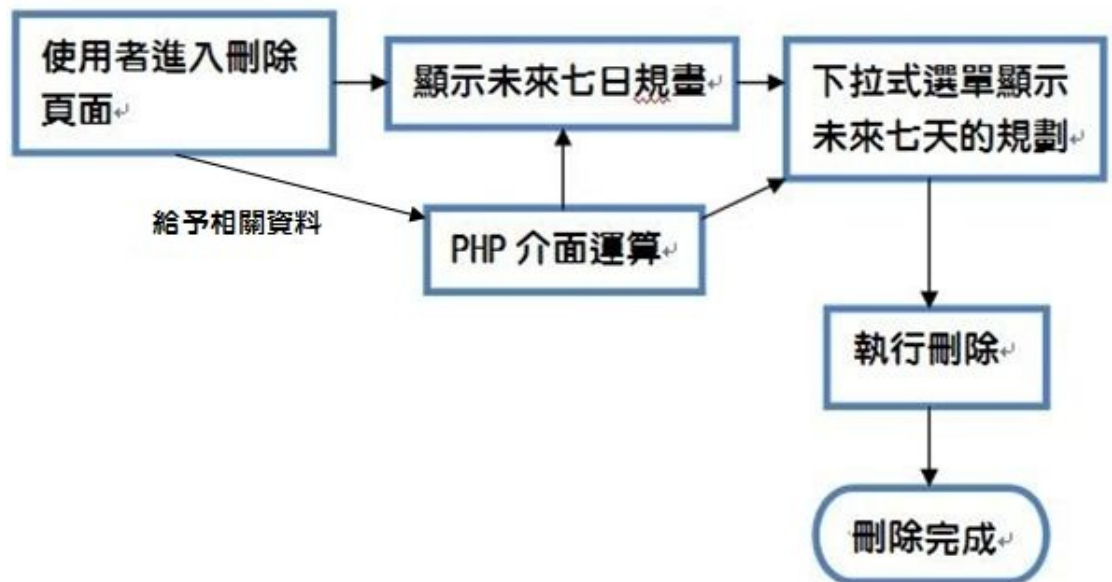 使用者進入刪除
頁面
顯示未來七日規畫
下拉式選單顯示
未來七天的規劃
給予相關資料
PHP 介面運算
執行刪除
刪除完成